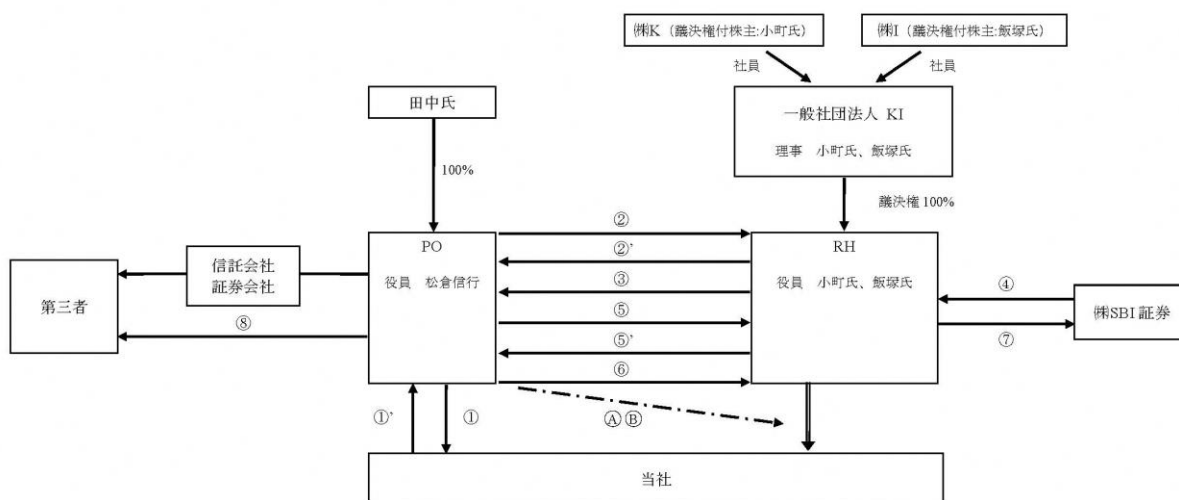 ㈱K（議決権付株主:小町氏）
㈱I（議決権付株主:飯塚氏）
社員
社員
田中氏
一般社団法人 KI
理事 小町氏、飯塚氏
100%
議決権 100%
PO
役員 松倉信行
RH
役員 小町氏、飯塚氏
信託会社
証券会社
第三者
㈱SBI 証券
②
②’
③
⑤
⑤’
⑥
④
⑦
⑧
①’
①
ⒶⒷ
当社